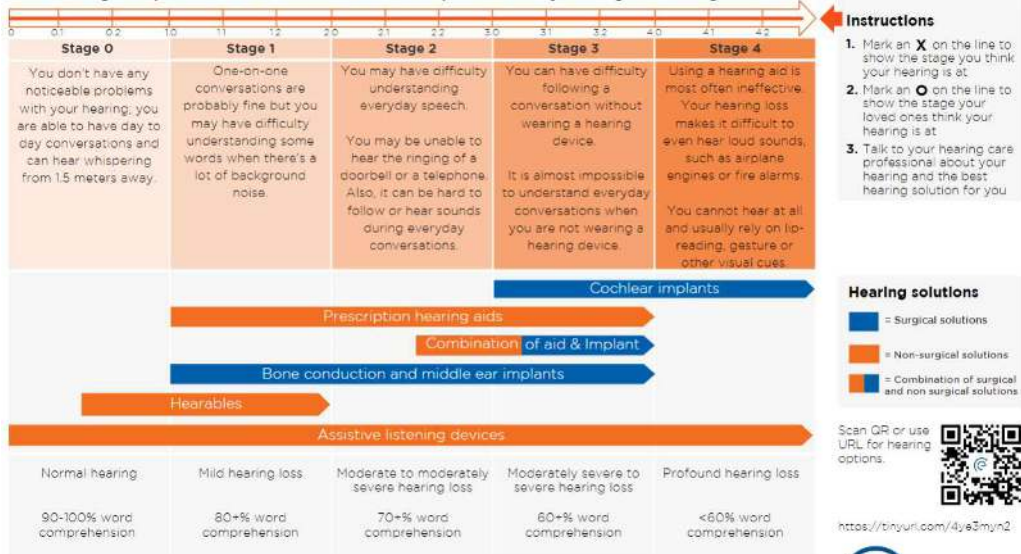 0 0.1 1.0 1.1 1.2 2.0 2.1 2.2 3.0 3.1 3.2 4.0 4.1 4.2
Stage 0
You don't have any
noticeable problems
with your hearing; you
are able to have day to
day conversations and
can hear whispering
from 1.5 meters away.
Stage 1
One-on-one
conversations are
probably fine but you
may have difficulty
understanding some
words when there's a
lot of background
noise.
Stage 2
You may have difficulty
understanding
everyday speech.
You may be unable to
hear the ringing of a
doorbell or a telephone.
Also, it can be hard to
follow or hear sounds
during everyday
conversations.
Stage 3
You can have difficulty
following a
conversation without
wearing a hearing
device.
It is almost impossible
to understand everyday
conversations when
you are not wearing a
hearing device.
Stage 4
Using a hearing aid is
most often ineffective.
Your hearing loss
makes it difficult to
even hear loud sounds,
such as airplane
engines or fire alarms.
You cannot hear at all
and usually rely on lip-
reading, gesture or
other visual cues.
Instructions
1. Mark an X on the line to
show the stage you think
your hearing is at
2. Mark an O on the line to
show the stage your
loved ones think your
hearing is at
3. Talk to your hearing care
professional about your
hearing and the best
hearing solution for you
Cochlear implants
Prescription hearing aids
Combination of aid & Implant
Bone conduction and middle ear implants
Hearables
Assistive listening devices
Hearing solutions
= Surgical solutions
= Non-surgical solutions
= Combination of surgical
and non surgical solutions
Normal hearing
90-100% word
comprehension
Mild hearing loss
80+% word
comprehension
Moderate to moderately
severe hearing loss
70+% word
comprehension
Moderately severe to
severe hearing loss
60+% word
comprehension
Profound hearing loss
<60% word
comprehension
Scan QR or use
URL for hearing
options.
https://tinyurl.com/4ye3myn2